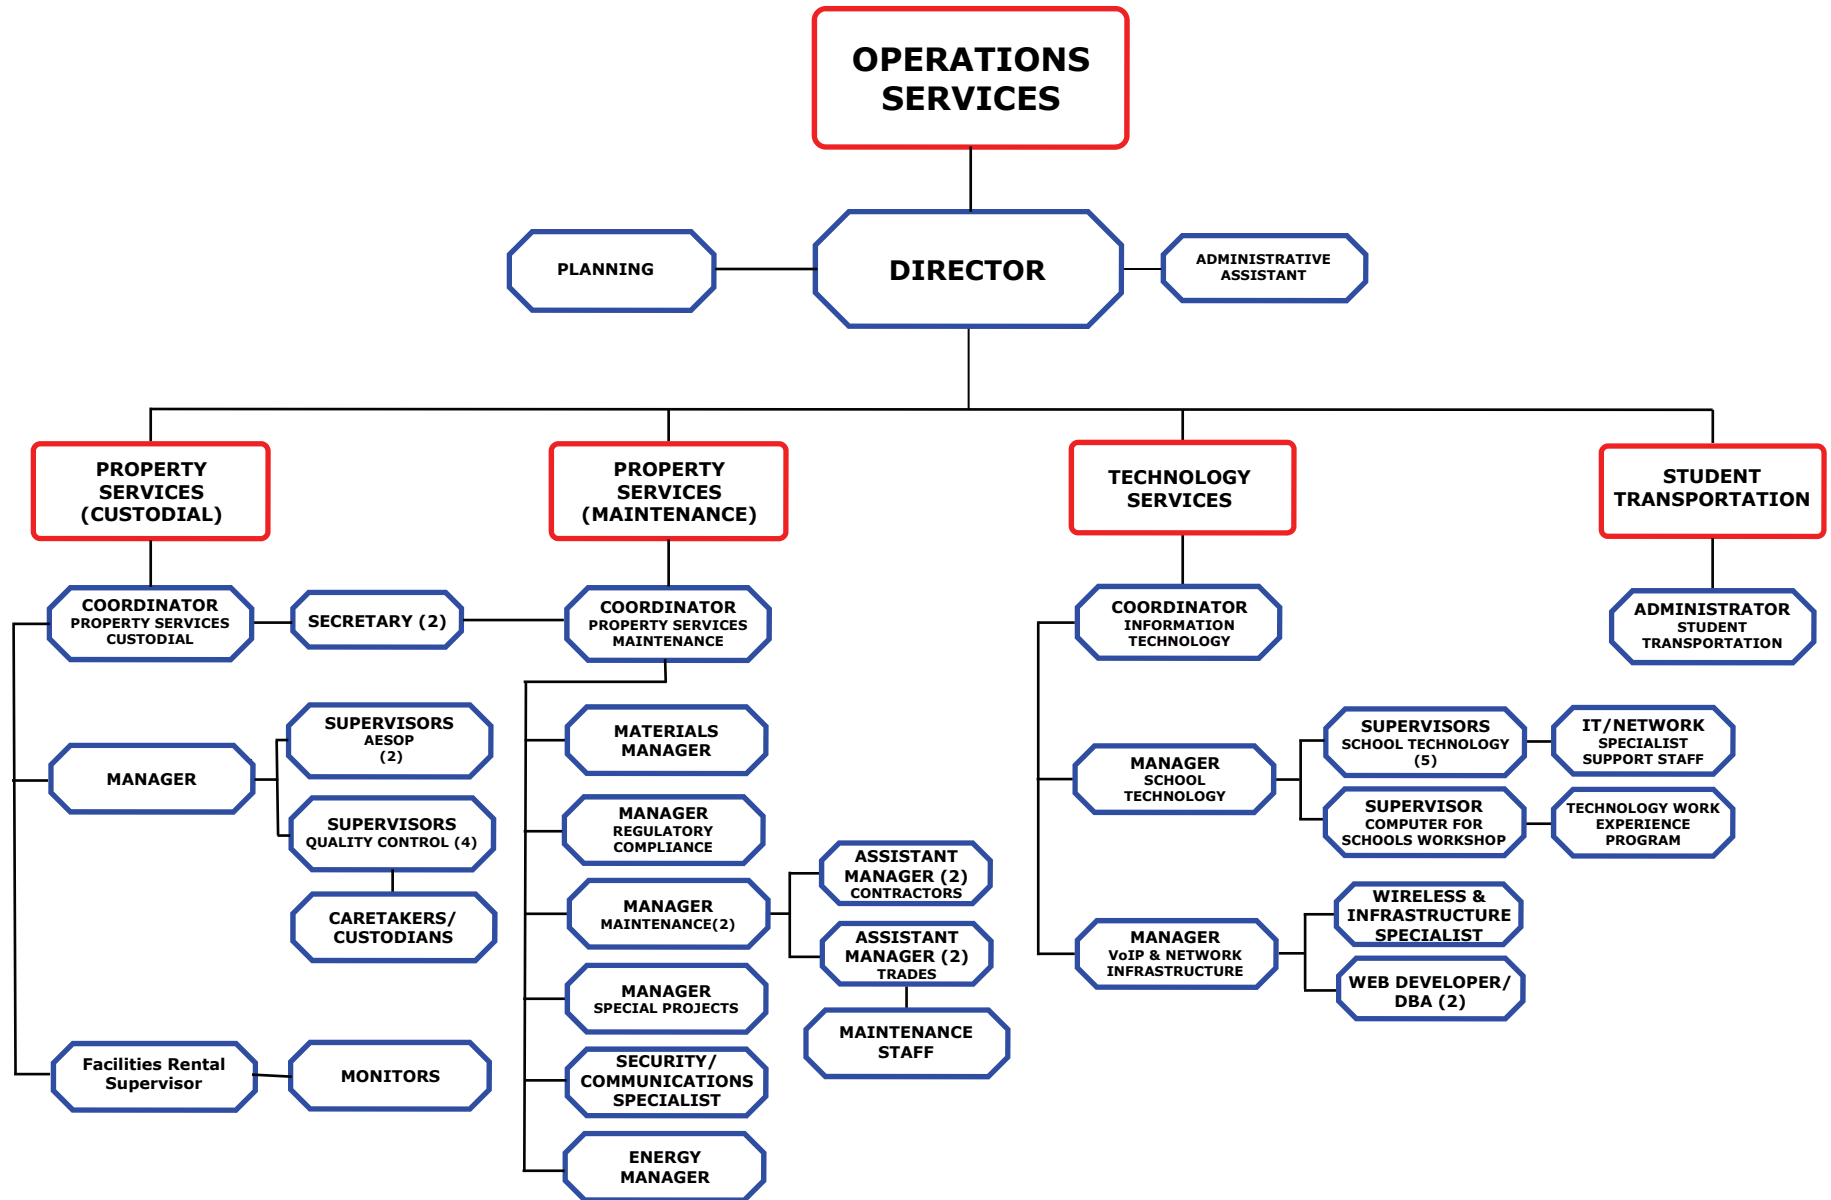 OPERATIONS
SERVICES
PLANNING
DIRECTOR
ADMINISTRATIVE
ASSISTANT
PROPERTY
SERVICES
(CUSTODIAL)
PROPERTY
SERVICES
(MAINTENANCE)
TECHNOLOGY
SERVICES
STUDENT
TRANSPORTATION
COORDINATOR
PROPERTY SERVICES
CUSTODIAL
SECRETARY (2)
COORDINATOR
PROPERTY SERVICES
MAINTENANCE
COORDINATOR
INFORMATION
TECHNOLOGY
ADMINISTRATOR
STUDENT
TRANSPORTATION
MANAGER
SUPERVISORS
AESOP
(2)
SUPERVISORS
QUALITY CONTROL (4)
CARETAKERS/
CUSTODIANS
Facilities Rental
Supervisor
MONITORS
MATERIALS
MANAGER
MANAGER
REGULATORY
COMPLIANCE
MANAGER
MAINTENANCE(2)
ASSISTANT
MANAGER (2)
CONTRACTORS
ASSISTANT
MANAGER (2)
TRADES
MAINTENANCE
STAFF
MANAGER
SPECIAL PROJECTS
SECURITY/
COMMUNICATIONS
SPECIALIST
ENERGY
MANAGER
MANAGER
SCHOOL
TECHNOLOGY
SUPERVISORS
SCHOOL TECHNOLOGY
(5)
IT/NETWORK
SPECIALIST
SUPPORT STAFF
SUPERVISOR
COMPUTER FOR
SCHOOLS WORKSHOP
TECHNOLOGY WORK
EXPERIENCE
PROGRAM
MANAGER
VoIP & NETWORK
INFRASTRUCTURE
WIRELESS &
INFRASTRUCTURE
SPECIALIST
WEB DEVELOPER/
DBA (2)